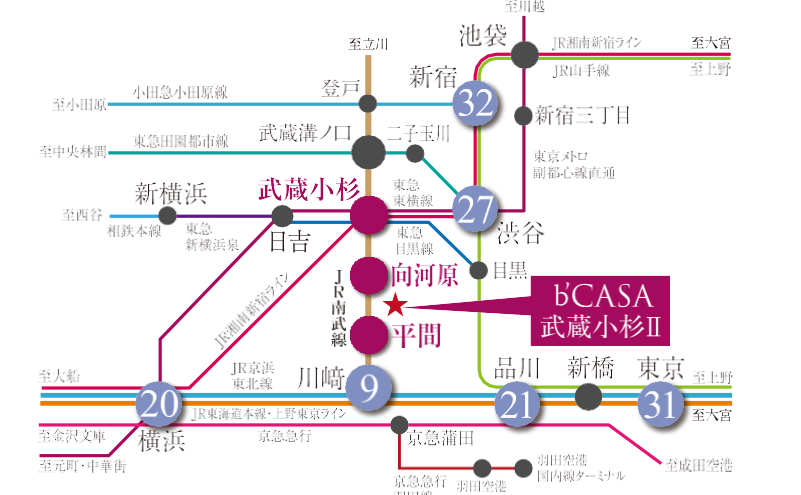 至川越
池袋
JR湘南新宿ライン
至大宮
至立川
JR山手線
至上野
新宿
小田急小田原線
登戸
至小田原
32
新宿三丁目
東急田園都市線
武蔵溝ノ口
二子玉川
至中央林間
東京メトロ
副都心線直通
新横浜
武蔵小杉
東急
東横線
27
至西谷
相鉄本線
東急
新横浜泉
日吉
東急
目黒線
渋谷
向河原
目黒
JR湘南新宿ライン
JR南武線
b'CASA
武蔵小杉Ⅱ
平間
至大船
JR京浜
東北線
川﨑
9
品川
新橋
東京
至上野
20
21
31
JR東海道本線・上野東京ライン
至大宮
至金沢文庫
横浜
京急急行
京急蒲田
至元町・中華街
羽田空港
国内線ターミナル
至成田空港
京急急行
羽田空港